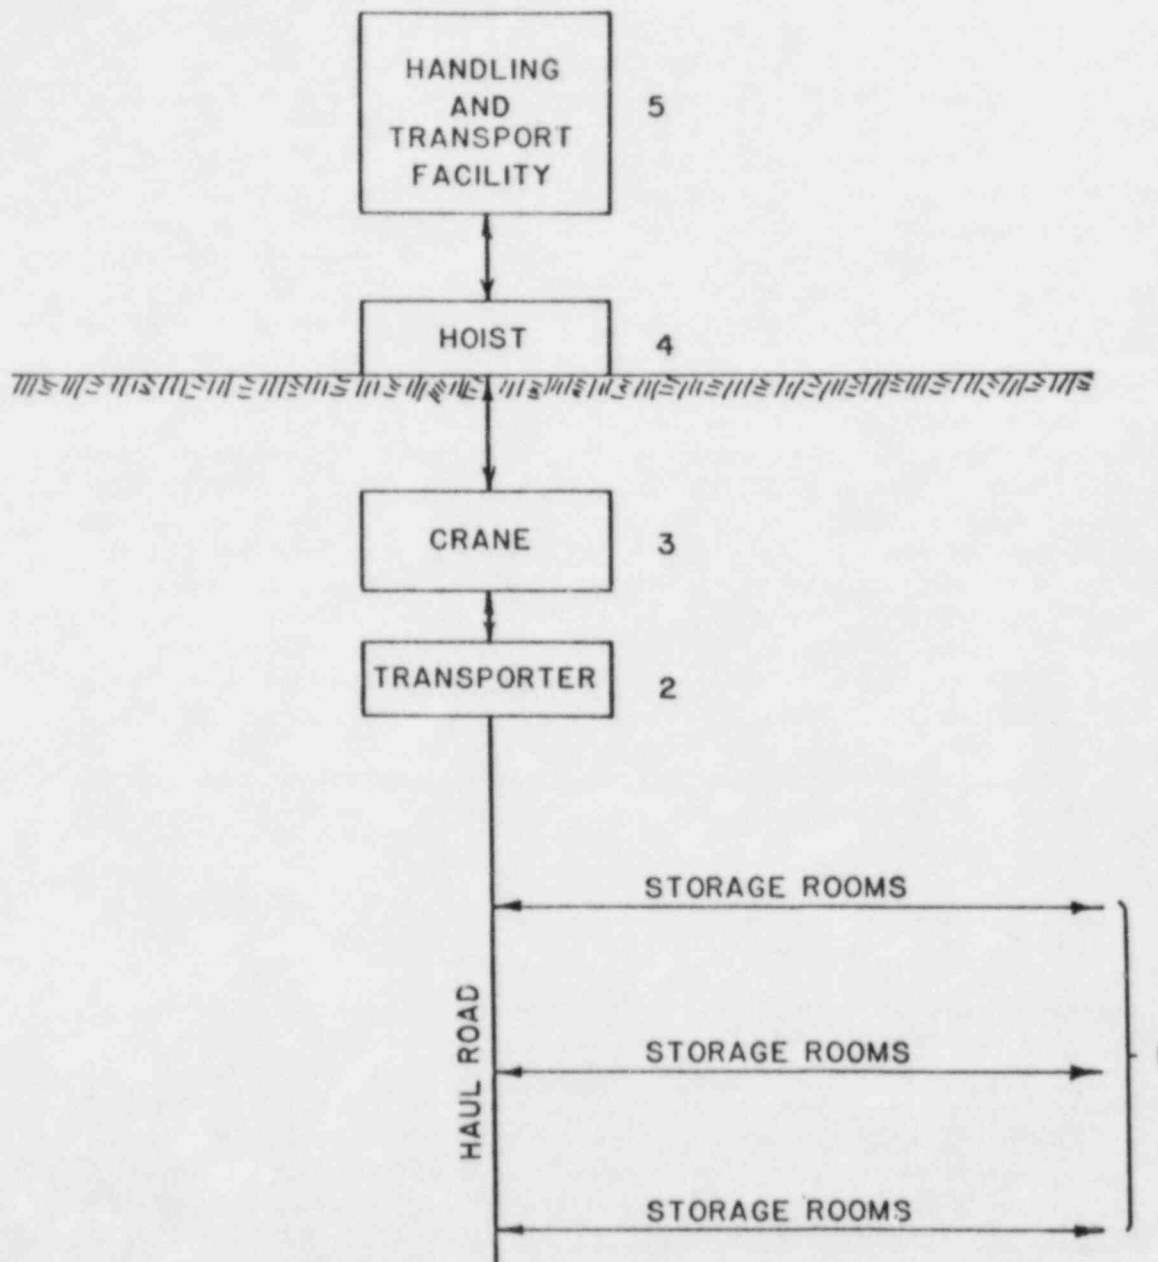 HANDLING
AND
TRANSPORT
FACILITY
5
HOIST
4
CRANE
3
TRANSPORTER
2
STORAGE ROOMS
HAUL ROAD
STORAGE ROOMS
STORAGE ROOMS